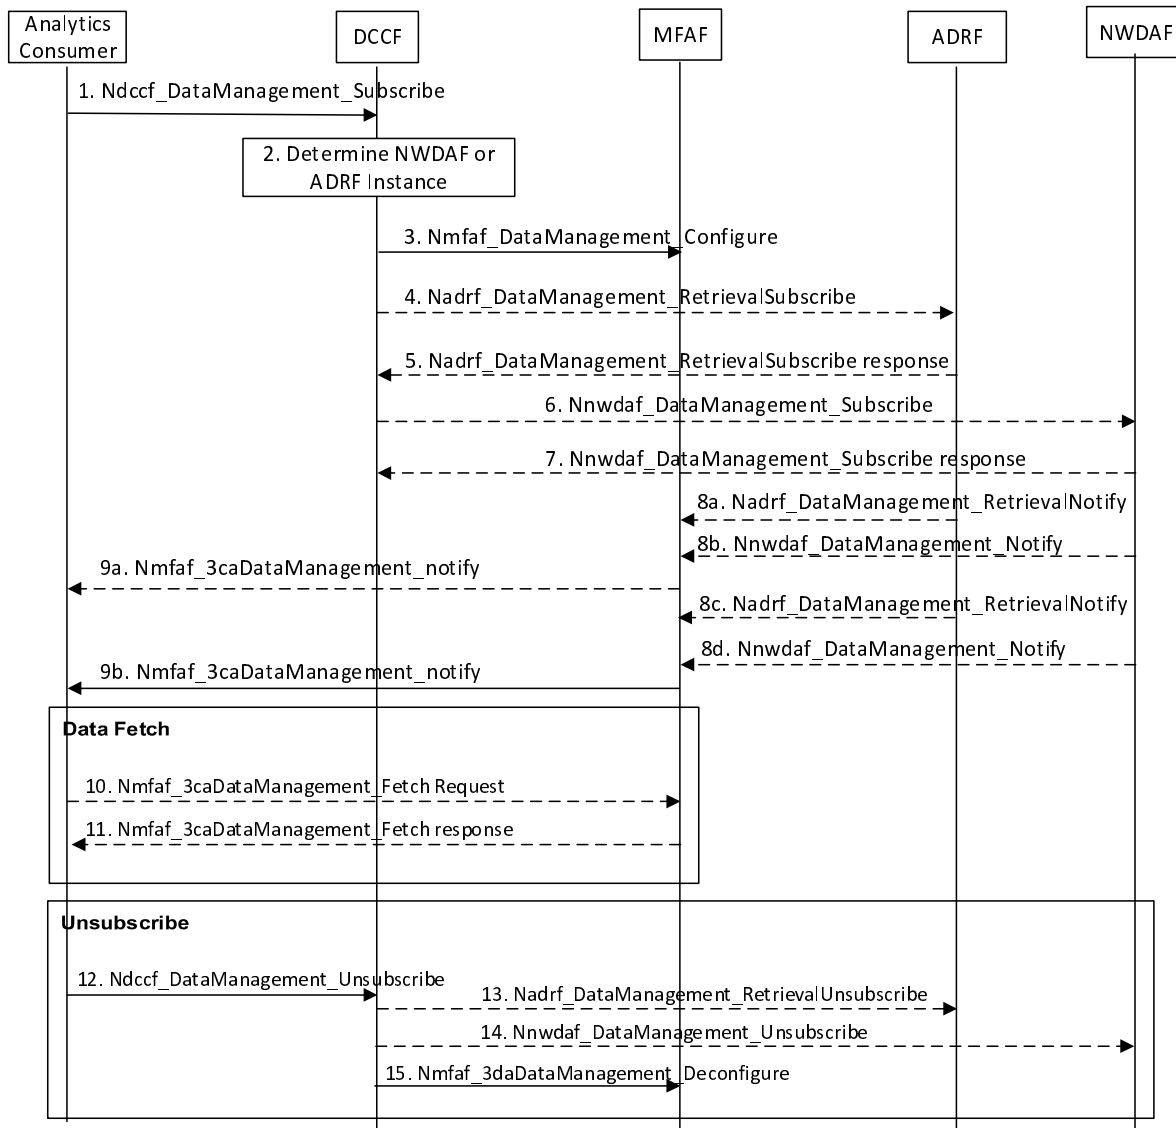 Analytics
Consumer
DCCF
MFAF
ADRF
NWDAF
1. Ndccf_DataManagement_Subscribe
2. Determine NWDAF or
ADRF Instance
3. Nmfaf_DataManagement_Configure
4. Nadrf_DataManagement_RetrievalSubscribe
5. Nadrf_DataManagement_RetrievalSubscribe response
6. Nnwdaf_DataManagement_Subscribe
7. Nnwdaf_DataManagement_Subscribe response
8a. Nadrf_DataManagement_RetrievalNotify
8b. Nnwdaf_DataManagement_Notify
9a. Nmfaf_3caDataManagement_notify
8c. Nadrf_DataManagement_RetrievalNotify
8d. Nnwdaf_DataManagement_Notify
9b. Nmfaf_3caDataManagement_notify
Data Fetch
10. Nmfaf_3caDataManagement_Fetch Request
11. Nmfaf_3caDataManagement_Fetch response
Unsubscribe
12. Ndccf_DataManagement_Unsubscribe
13. Nadrf_DataManagement_RetrievalUnsubscribe
14. Nnwdaf_DataManagement_Unsubscribe
15. Nmfaf_3daDataManagement_Deconfigure